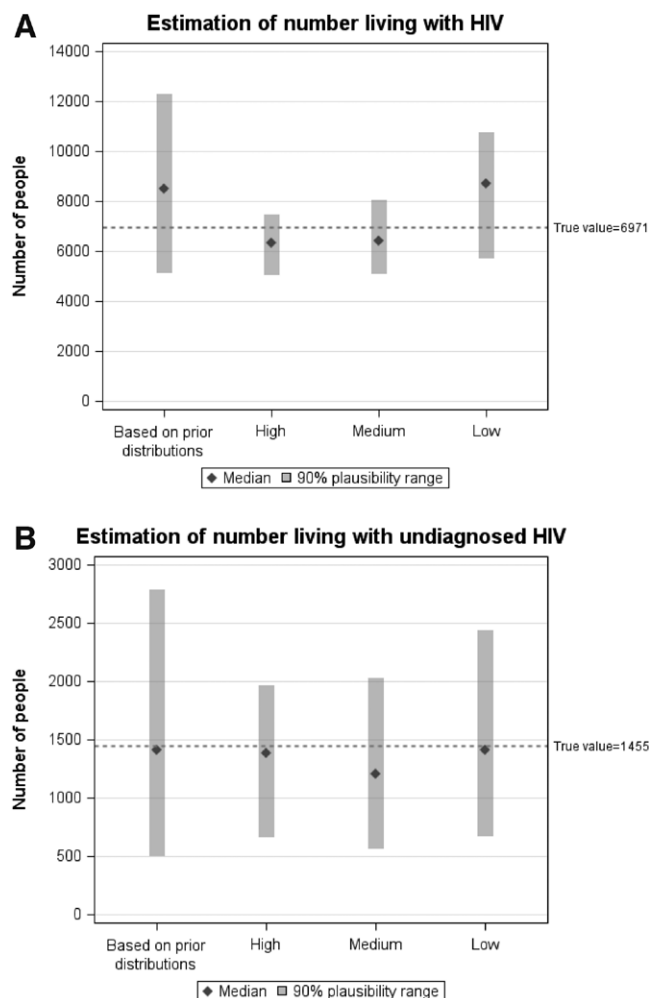 A
Estimation of number living with HIV
Number of people
14000
12000
10000
8000
6000
4000
2000
0
True value=6971
Based on prior
distributions
High
Medium
Low
Median
90% plausibility range
B
Estimation of number living with undiagnosed HIV
Number of people
3000
2500
2000
1500
1000
500
0
True value=1455
Based on prior
distributions
High
Medium
Low
Median
90% plausibility range